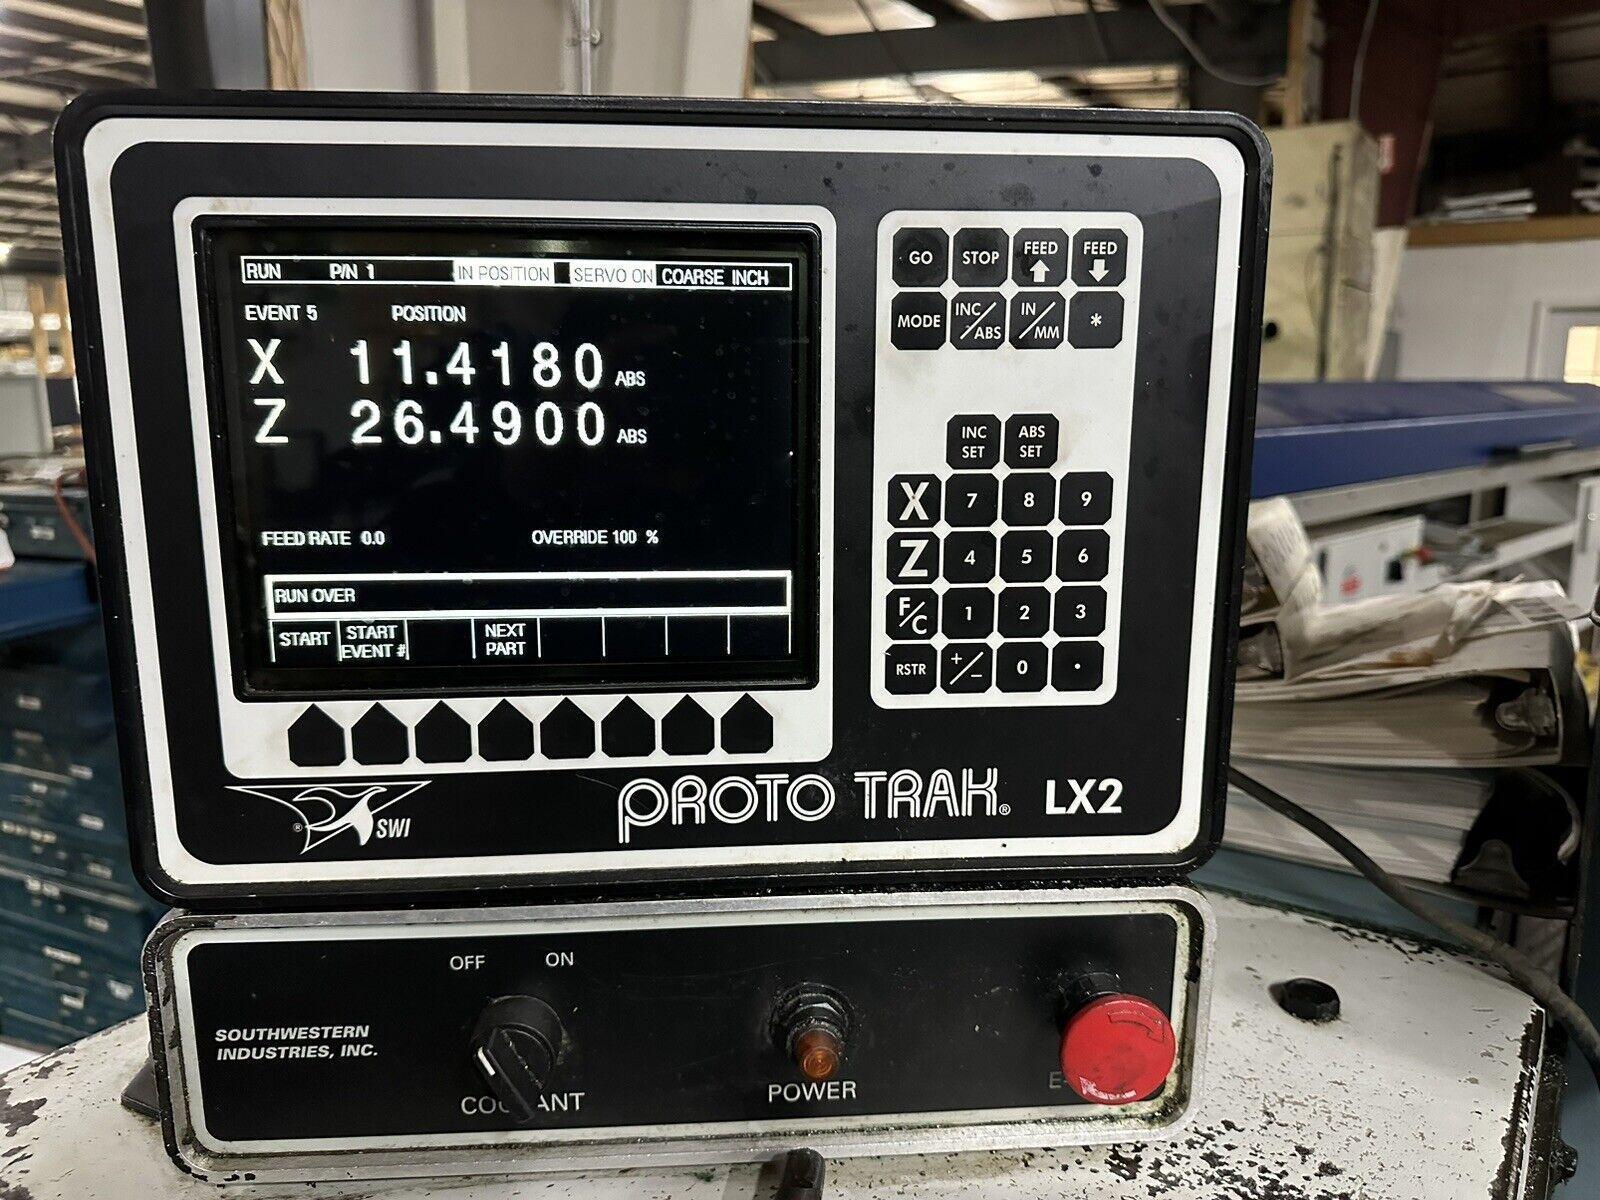 RUN P/N 1 IN POSITION SERVO ON COARSE INCH
EVENT 5 POSITION
X 11.4180 ABS
Z 26.4900 ABS
FEED RATE 0.0 OVERRIDE 100 %
RUN OVER
START START EVENT # NEXT PART
GO STOP FEED FEED
MODE INC/ABS IN/MM *
INC SET ABS SET
X 7 8 9
Z 4 5 6
F/C 1 2 3
RSTR +/- 0 .
® SWI
PROTO TRAK® LX2
OFF ON
SOUTHWESTERN
INDUSTRIES, INC.
COOLANT
POWER